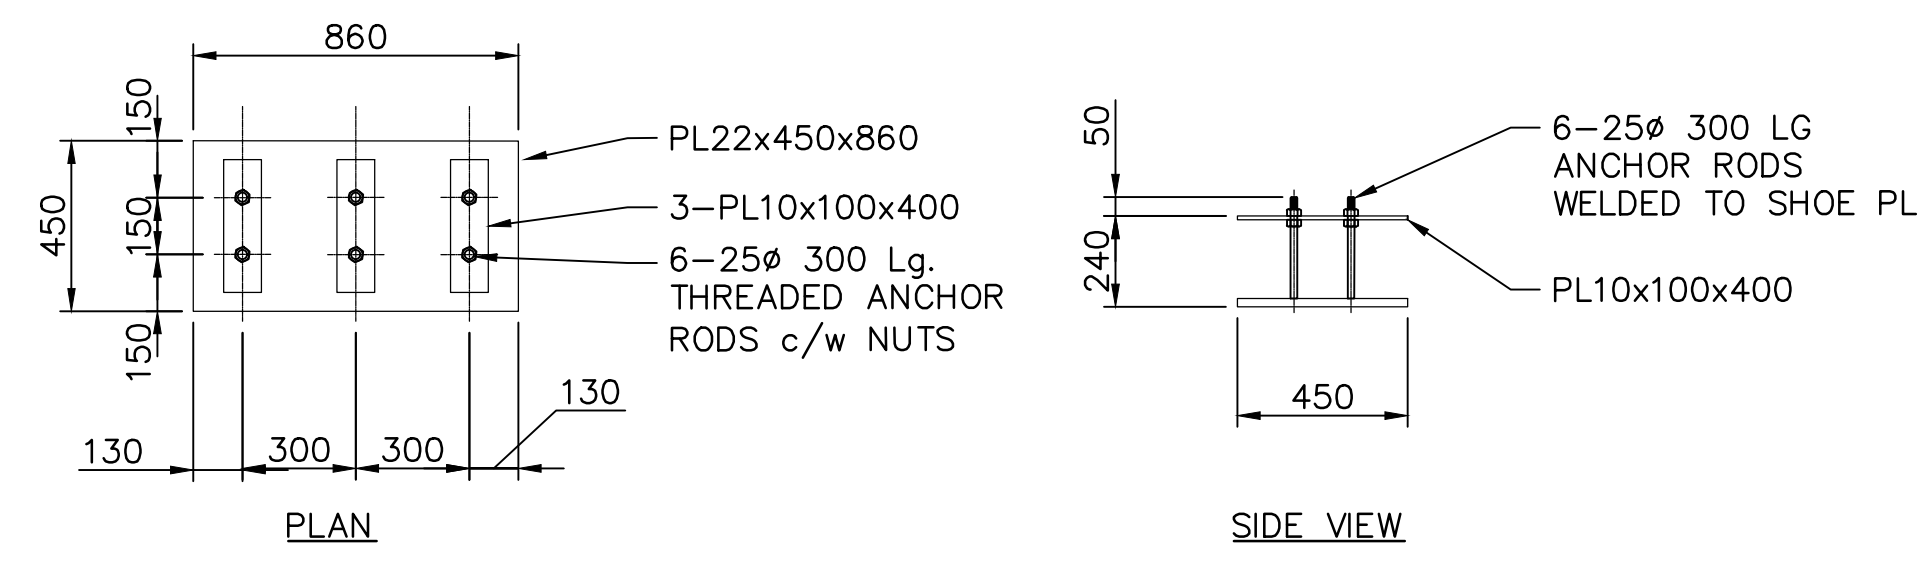 860
150
450
150
150
PL22x450x860
3-PL10x100x400
6-25ø 300 Lg.
THREADED ANCHOR
RODS c/w NUTS
130
300
300
130
PLAN
50
240
6-25ø 300 LG
ANCHOR RODS
WELDED TO SHOE PL
PL10x100x400
450
SIDE VIEW